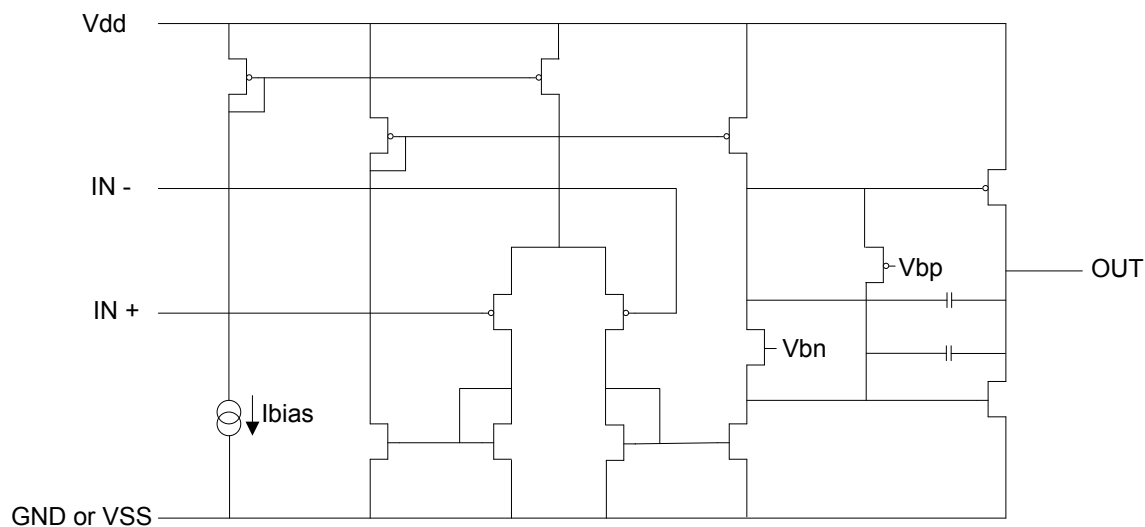 Vdd
IN -
Vbp
OUT
IN +
Vbn
Ibias
GND or VSS